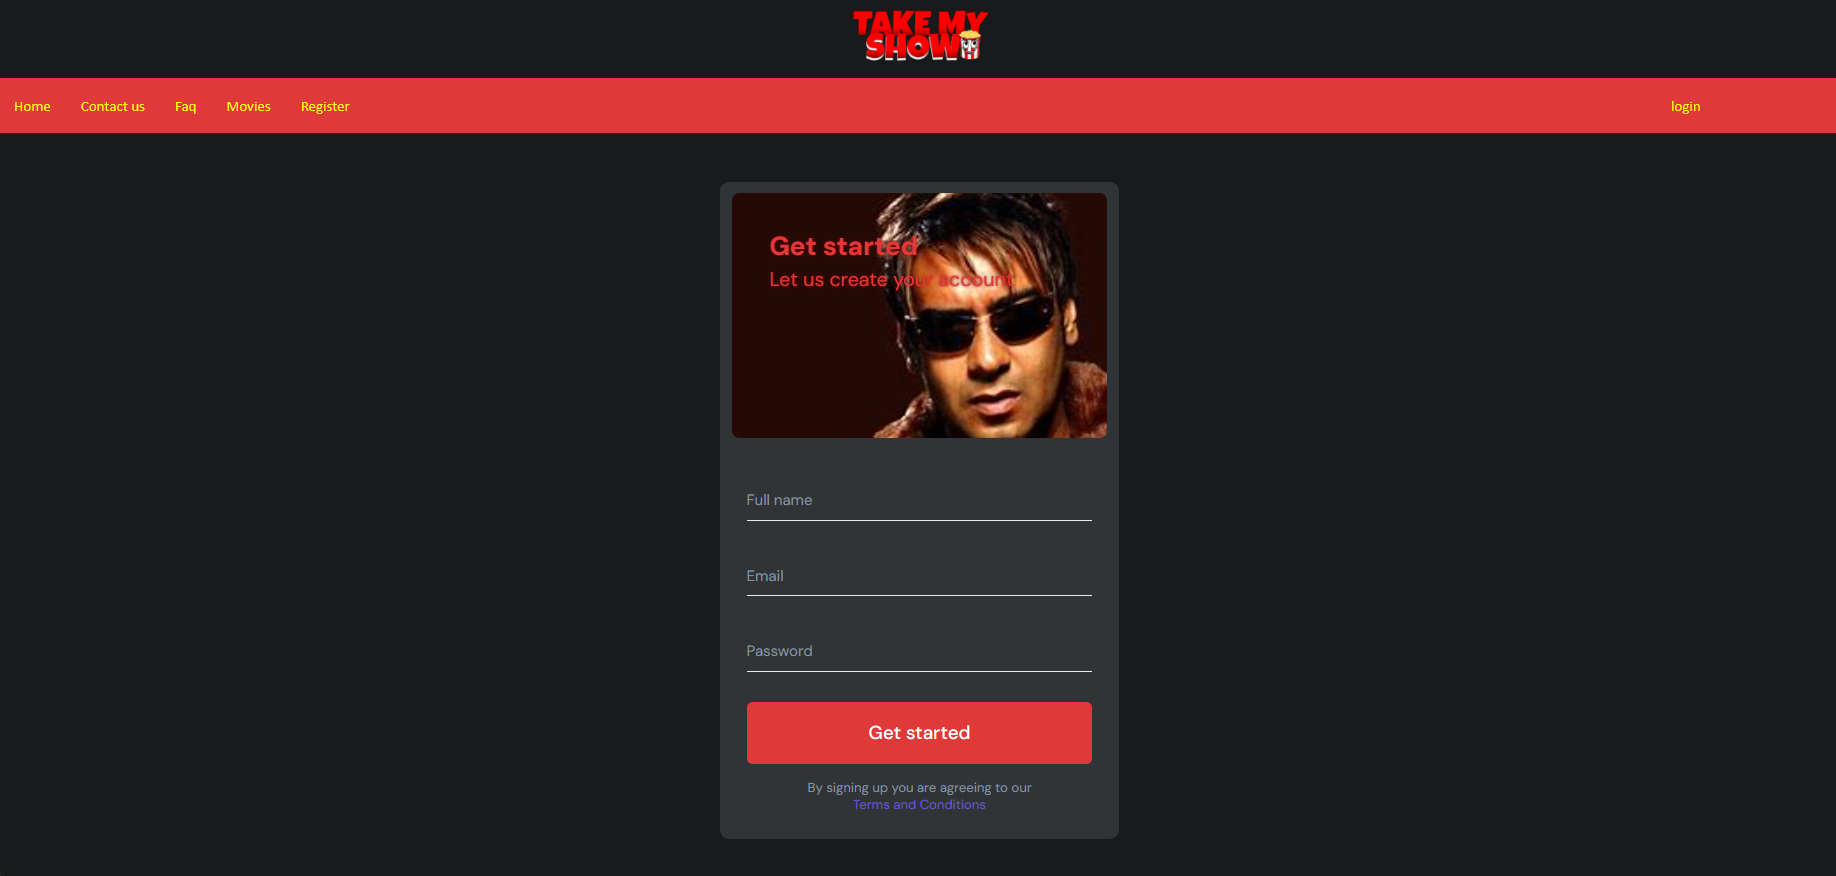 TAKE MY
SHOW
Home Contact us Faq Movies Register login
Get started
Let us create your account
Full name
Email
Password
Get started
By signing up you are agreeing to our
Terms and Conditions